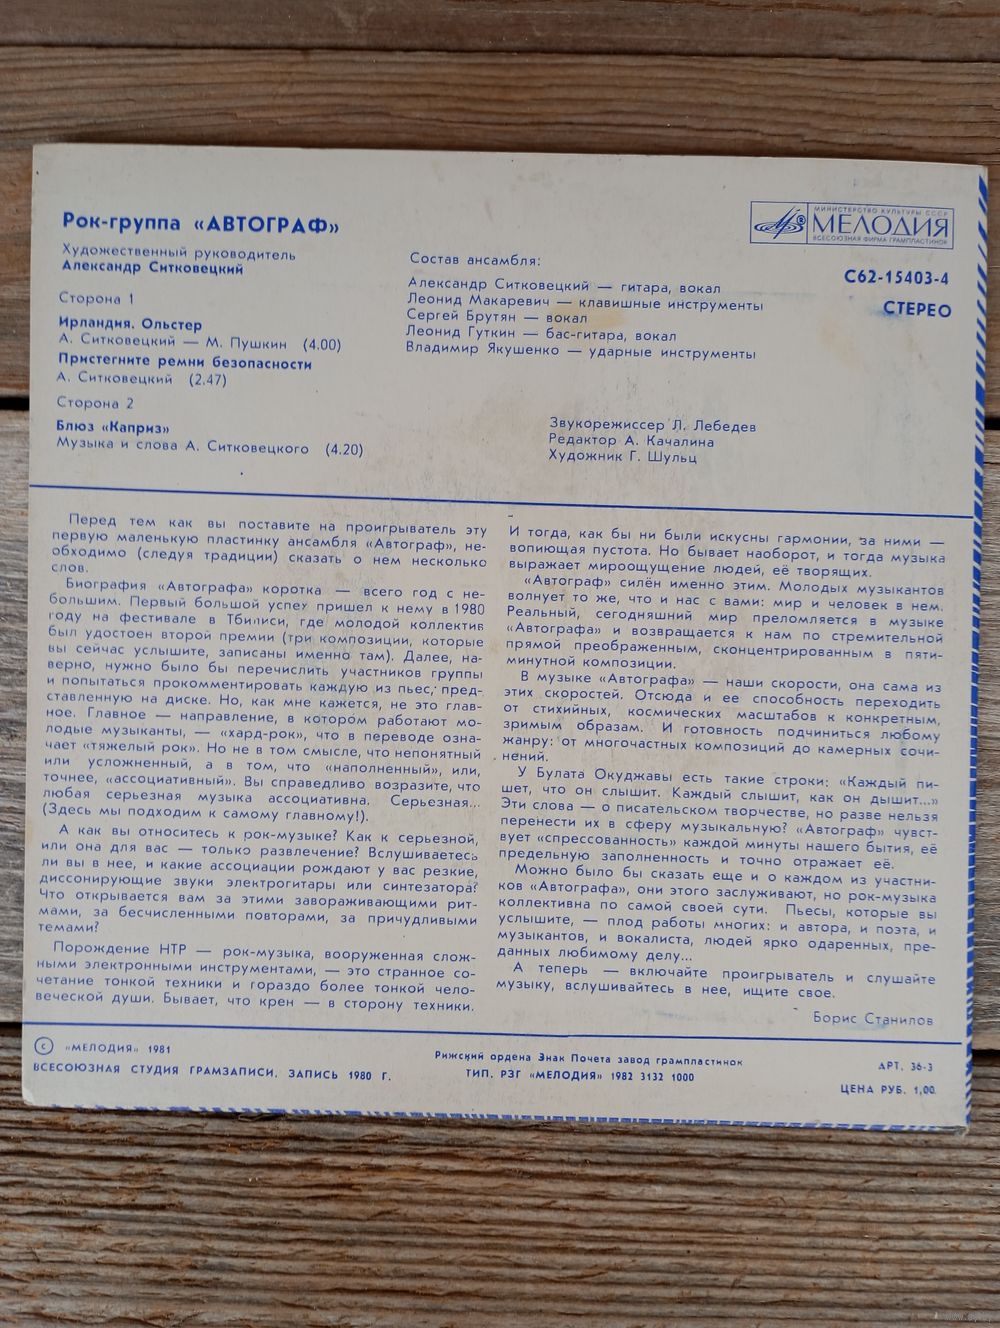 Рок-группа «АВТОГРАФ»
Художественный руководитель
Александр Ситковецкий
Сторона 1
Ирландия. Ольстер
А. Ситковецкий — М. Пушкин (4.00)
Пристегните ремни безопасности
А. Ситковецкий (2.47)
Сторона 2
Блюз «Каприз»
Музыка и слова А. Ситковецкого (4.20)
Состав ансамбля:
Александр Ситковецкий — гитара, вокал
Леонид Макаревич — клавишные инструменты
Сергей Брутян — вокал
Леонид Гуткин — бас-гитара, вокал
Владимир Якушенко — ударные инструменты
Звукорежиссер Л. Лебедев
Редактор А. Качалина
Художник Г. Шульц
МИНИСТЕРСТВО КУЛЬТУРЫ СССР
МЕЛОДИЯ
ВСЕСОЮЗНАЯ ФИРМА ГРАМПЛАСТИНОК
С62-15403-4
СТЕРЕО
Перед тем как вы поставите на проигрыватель эту
первую маленькую пластинку ансамбля «Автограф», не-
обходимо (следуя традиции) сказать о нем несколько
слов.
Биография «Автографа» коротка — всего год с не-
большим. Первый большой успех пришел к нему в 1980
году на фестивале в Тбилиси, где молодой коллектив
был удостоен второй премии (три композиции, которые
вы сейчас услышите, записаны именно там). Далее, на-
верно, нужно было бы перечислить участников группы
и попытаться прокомментировать каждую из пьес, пред-
ставленную на диске. Но, как мне кажется, не это глав-
ное. Главное — направление, в котором работают мо-
лодые музыканты, — «хард-рок», что в переводе озна-
чает «тяжелый рок». Но не в том смысле, что непонятный
или усложненный, а в том, что «наполненный», или,
точнее, «ассоциативный». Вы справедливо возразите, что
любая серьезная музыка ассоциативна. Серьезная...
(Здесь мы подходим к самому главному!).
А как вы относитесь к рок-музыке? Как к серьезной,
или она для вас — только развлечение? Вслушиваетесь
ли вы в нее, и какие ассоциации рождают у вас резкие,
диссонирующие звуки электрогитары или синтезатора?
Что открывается вам за этими завораживающими рит-
мами, за бесчисленными повторами, за причудливыми
темами?
Порождение НТР — рок-музыка, вооруженная слож-
ными электронными инструментами, — это странное со-
четание тонкой техники и гораздо более тонкой чело-
веческой души. Бывает, что крен — в сторону техники.
И тогда, как бы ни были искусны гармонии, за ними —
вопиющая пустота. Но бывает наоборот, и тогда музыка
выражает мироощущение людей, её творящих.
«Автограф» силён именно этим. Молодых музыкантов
волнует то же, что и нас с вами: мир и человек в нем.
Реальный, сегодняшний мир преломляется в музыке
«Автографа» и возвращается к нам по стремительной
прямой преображенным, сконцентрированным в пяти-
минутной композиции.
В музыке «Автографа» — наши скорости, она сама из
этих скоростей. Отсюда и ее способность переходить
от стихийных, космических масштабов к конкретным,
зримым образам. И готовность подчиниться любому
жанру: от многочастных композиций до камерных сочи-
нений.
У Булата Окуджавы есть такие строки: «Каждый пи-
шет, что он слышит. Каждый слышит, как он дышит...»
Эти слова — о писательском творчестве, но разве нельзя
перенести их в сферу музыкальную? «Автограф» чувст-
вует «спрессованность» каждой минуты нашего бытия, её
предельную заполненность и точно отражает её.
Можно было бы сказать еще и о каждом из участни-
ков «Автографа», они этого заслуживают, но рок-музыка
коллективна по самой своей сути. Пьесы, которые вы
услышите, — плод работы многих: и автора, и поэта, и
музыкантов, и вокалиста, людей ярко одаренных, пре-
данных любимому делу...
А теперь — включайте проигрыватель и слушайте
музыку, вслушивайтесь в нее, ищите свое.
Борис Станилов
© «МЕЛОДИЯ» 1981
ВСЕСОЮЗНАЯ СТУДИЯ ГРАМЗАПИСИ. ЗАПИСЬ 1980 Г.
Рижский ордена Знак Почета завод грампластинок
ТИП. РЗГ «МЕЛОДИЯ» 1982 3132 1000
АРТ. 36-3
ЦЕНА РУБ. 1,00